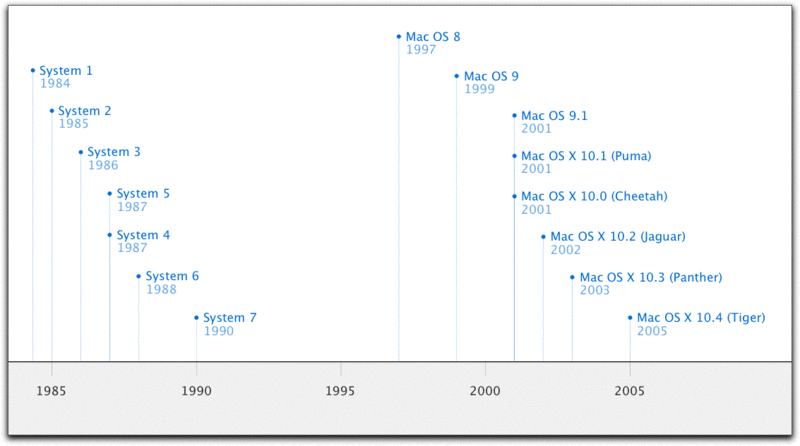 Mac OS 8
1997
System 1
1984
Mac OS 9
1999
System 2
1985
Mac OS 9.1
2001
System 3
1986
Mac OS X 10.1 (Puma)
2001
System 5
1987
Mac OS X 10.0 (Cheetah)
2001
System 4
1987
Mac OS X 10.2 (Jaguar)
2002
System 6
1988
Mac OS X 10.3 (Panther)
2003
System 7
1990
Mac OS X 10.4 (Tiger)
2005
1985 1990 1995 2000 2005